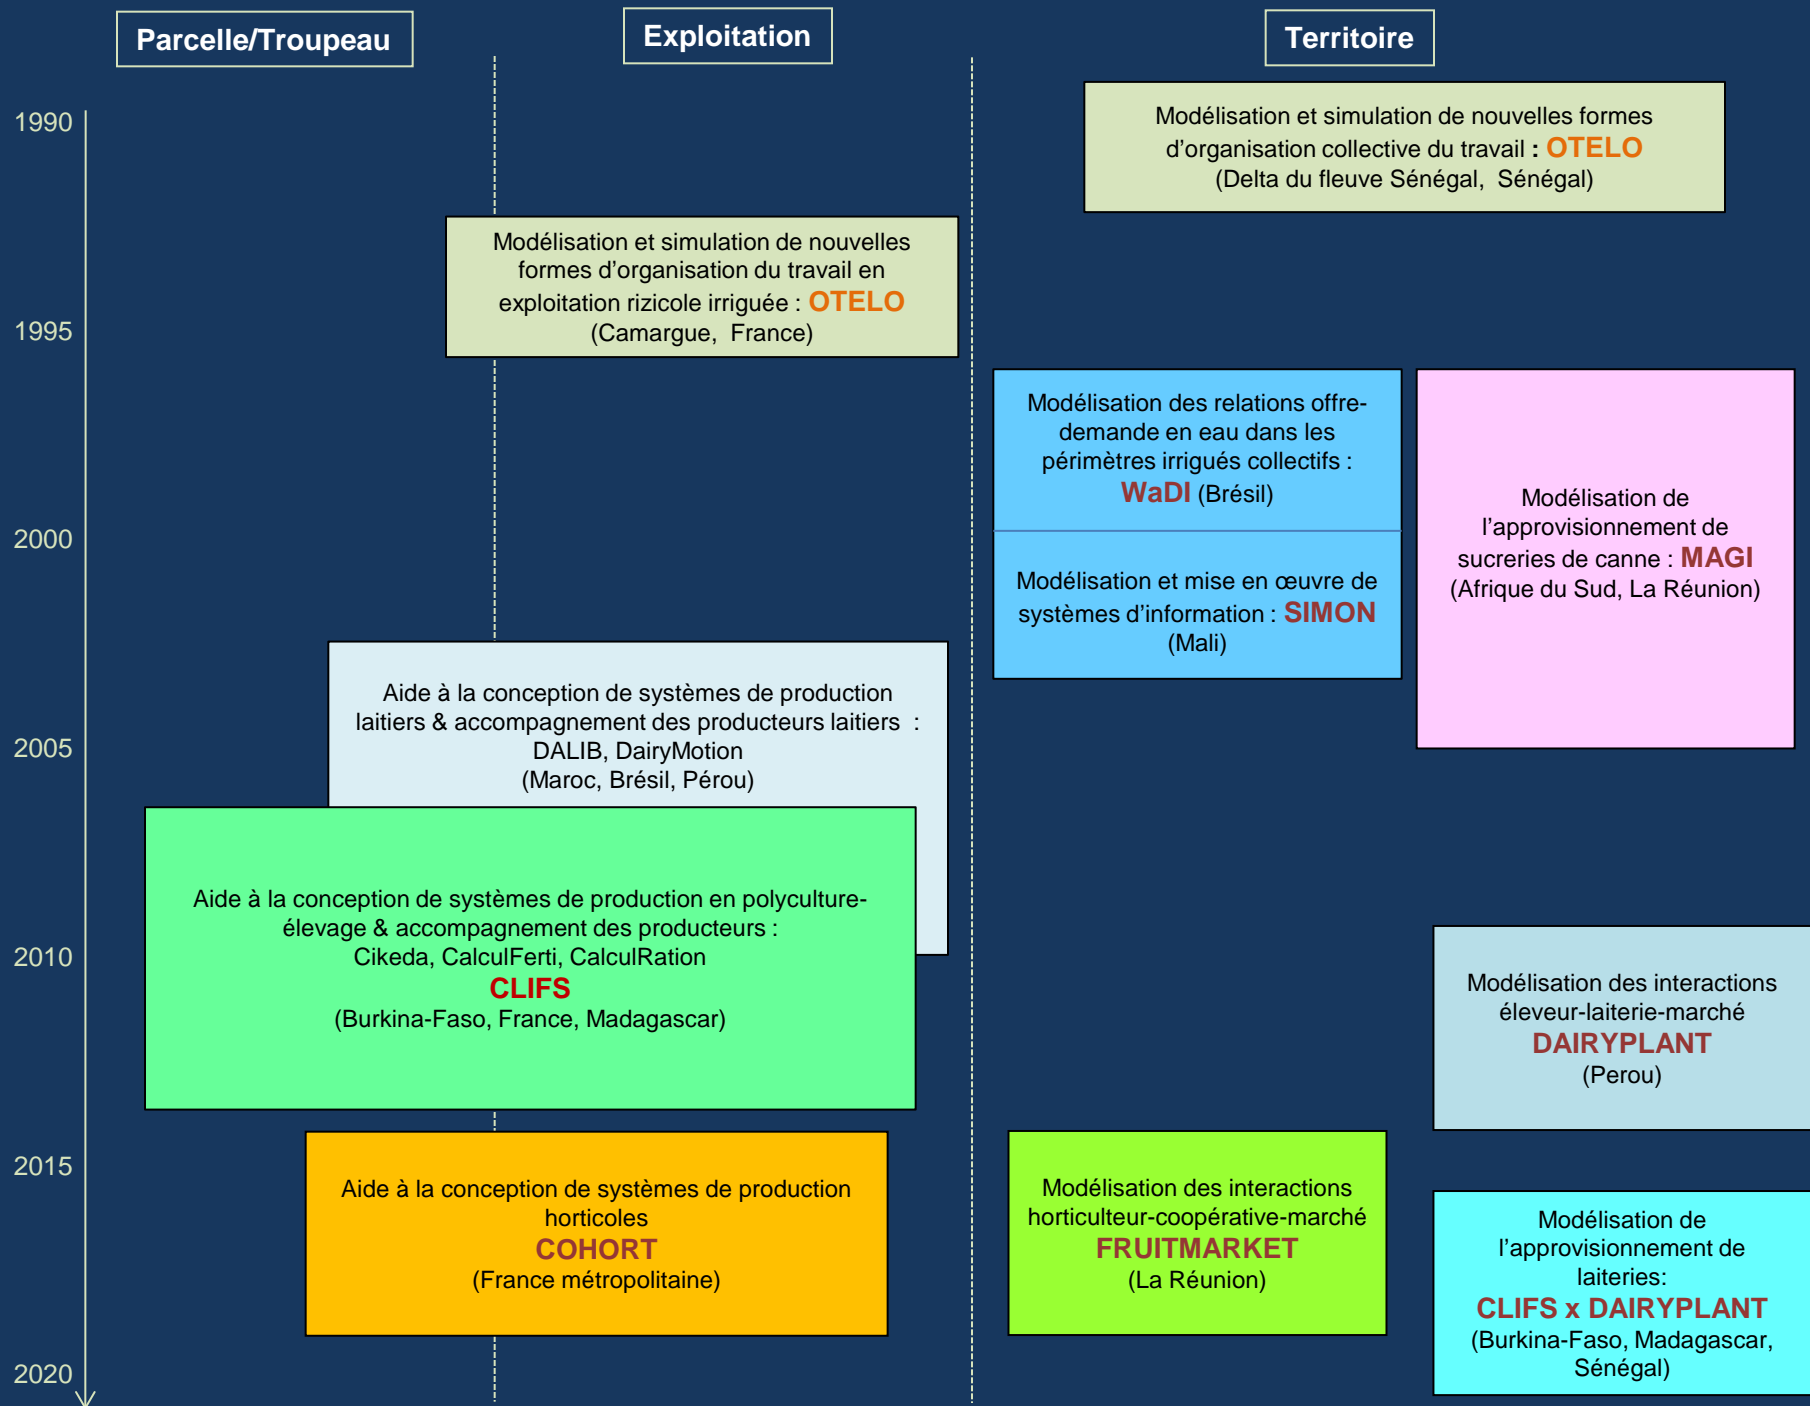 Parcelle/Troupeau
Exploitation
Territoire
1990
1995
2000
2005
2010
2015
2020
Modélisation et simulation de nouvelles formes
d'organisation collective du travail : OTELO
(Delta du fleuve Sénégal, Sénégal)
Modélisation et simulation de nouvelles
formes d’organisation du travail en
exploitation rizicole irriguée : OTELO
(Camargue, France)
Modélisation des relations offre-
demande en eau dans les
périmètres irrigués collectifs :
WaDI (Brésil)
Modélisation et mise en œuvre de
systèmes d’information : SIMON
(Mali)
Modélisation de
l’approvisionnement de
sucreries de canne : MAGI
(Afrique du Sud, La Réunion)
Aide à la conception de systèmes de production
laitiers & accompagnement des producteurs laitiers :
DALIB, DairyMotion
(Maroc, Brésil, Pérou)
Aide à la conception de systèmes de production en polyculture-
élevage & accompagnement des producteurs :
Cikeda, CalculFerti, CalculRation
CLIFS
(Burkina-Faso, France, Madagascar)
Modélisation des interactions
éleveur-laiterie-marché
DAIRYPLANT
(Perou)
Aide à la conception de systèmes de production
horticoles
COHORT
(France métropolitaine)
Modélisation des interactions
horticulteur-coopérative-marché
FRUITMARKET
(La Réunion)
Modélisation de
l’approvisionnement de
laiteries:
CLIFS x DAIRYPLANT
(Burkina-Faso, Madagascar,
Sénégal)